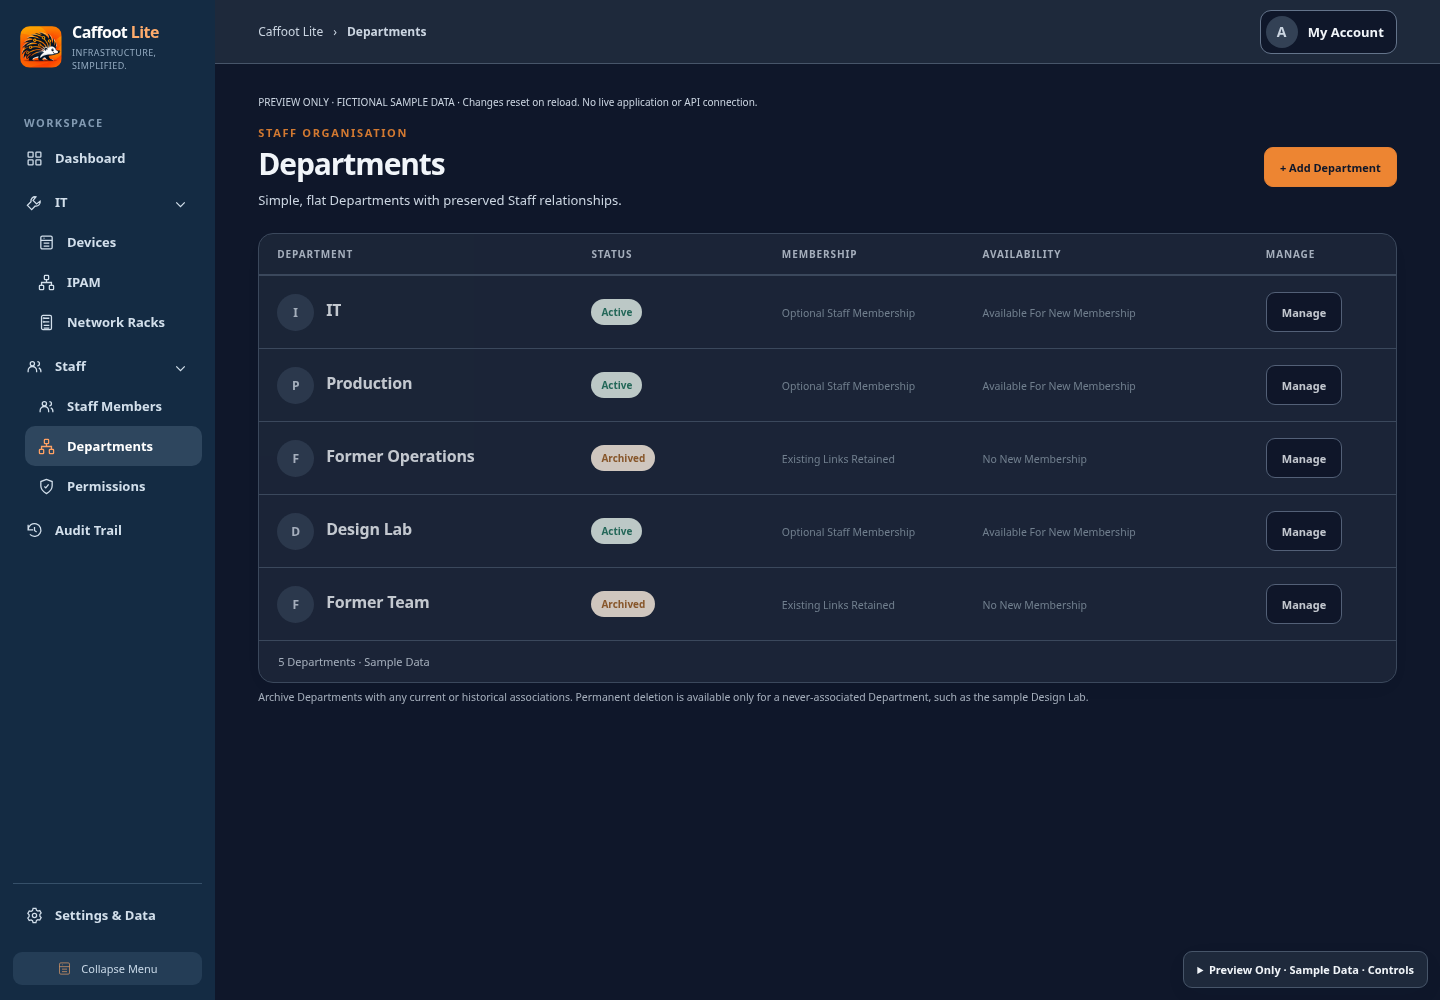 Caffoot Lite
INFRASTRUCTURE,
SIMPLIFIED.
WORKSPACE
Dashboard
IT
Devices
IPAM
Network Racks
Staff
Staff Members
Departments
Permissions
Audit Trail
Settings & Data
Collapse Menu
Caffoot Lite › Departments
A My Account
PREVIEW ONLY · FICTIONAL SAMPLE DATA · Changes reset on reload. No live application or API connection.
STAFF ORGANISATION
Departments
+ Add Department
Simple, flat Departments with preserved Staff relationships.
DEPARTMENT STATUS MEMBERSHIP AVAILABILITY MANAGE
I IT Active Optional Staff Membership Available For New Membership Manage
P Production Active Optional Staff Membership Available For New Membership Manage
F Former Operations Archived Existing Links Retained No New Membership Manage
D Design Lab Active Optional Staff Membership Available For New Membership Manage
F Former Team Archived Existing Links Retained No New Membership Manage
5 Departments · Sample Data
Archive Departments with any current or historical associations. Permanent deletion is available only for a never-associated Department, such as the sample Design Lab.
▶ Preview Only · Sample Data · Controls